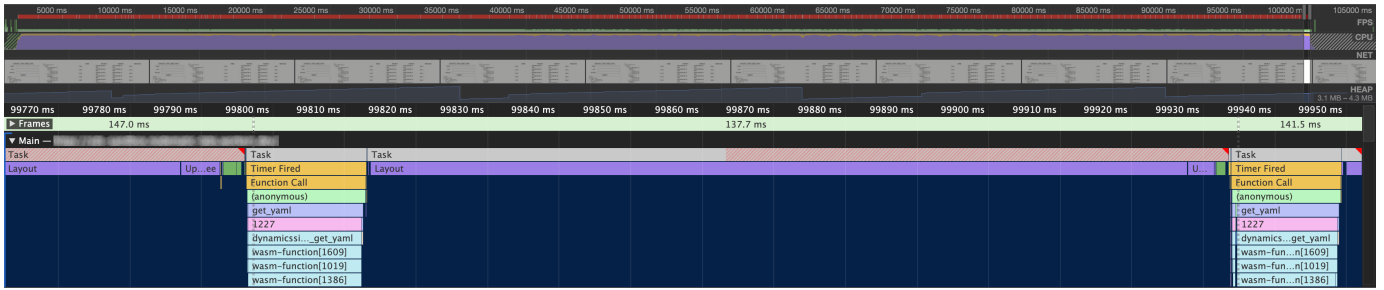 5000 ms 10000 ms 15000 ms 20000 ms 25000 ms 30000 ms 35000 ms 40000 ms 45000 ms 50000 ms 55000 ms 60000 ms 65000 ms 70000 ms 75000 ms 80000 ms 85000 ms 90000 ms 95000 ms 100000 m 105000 ms
FPS
CPU
NET
HEAP
3.1 MB – 4.3 MB
99770 ms 99780 ms 99790 ms 99800 ms 99810 ms 99820 ms 99830 ms 99840 ms 99850 ms 99860 ms 99870 ms 99880 ms 99890 ms 99900 ms 99910 ms 99920 ms 99930 ms 99940 ms 99950 ms
▶ Frames 147.0 ms 137.7 ms 141.5 ms
▼ Main —
Task Task Task Task
Layout Up...ee Timer Fired Layout U... Timer Fired
Function Call Function Call
(anonymous) (anonymous)
get_yaml get_yaml
1227 1227
dynamicssi..._get_yaml dynamics...get_yaml
wasm-function[1609] wasm-fun...n[1609]
wasm-function[1019] wasm-fun...n[1019]
wasm-function[1386] wasm-fun...n[1386]